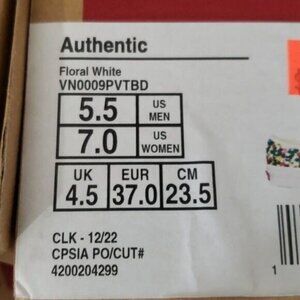 Authentic
Floral White
VN0009PVTBD
5.5 US MEN
7.0 US WOMEN
UK EUR CM
4.5 37.0 23.5
CLK - 12/22
CPSIA PO/CUT#
4200204299
1